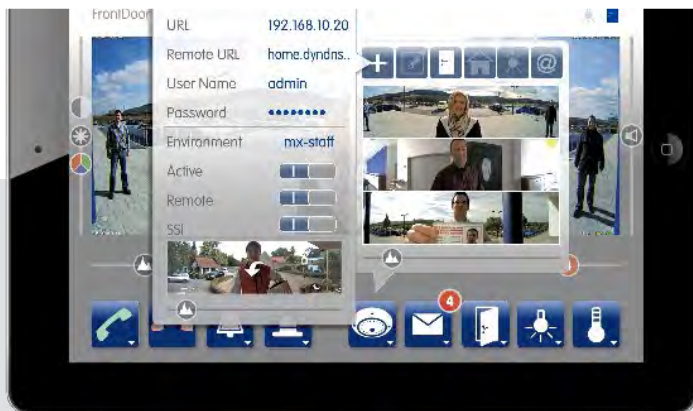 FrontDoor
URL 192.168.10.20
Remote URL home.dyndns..
User Name admin
Password ••••••••
Environment mx-staff
Active
Remote
SSl
@
4